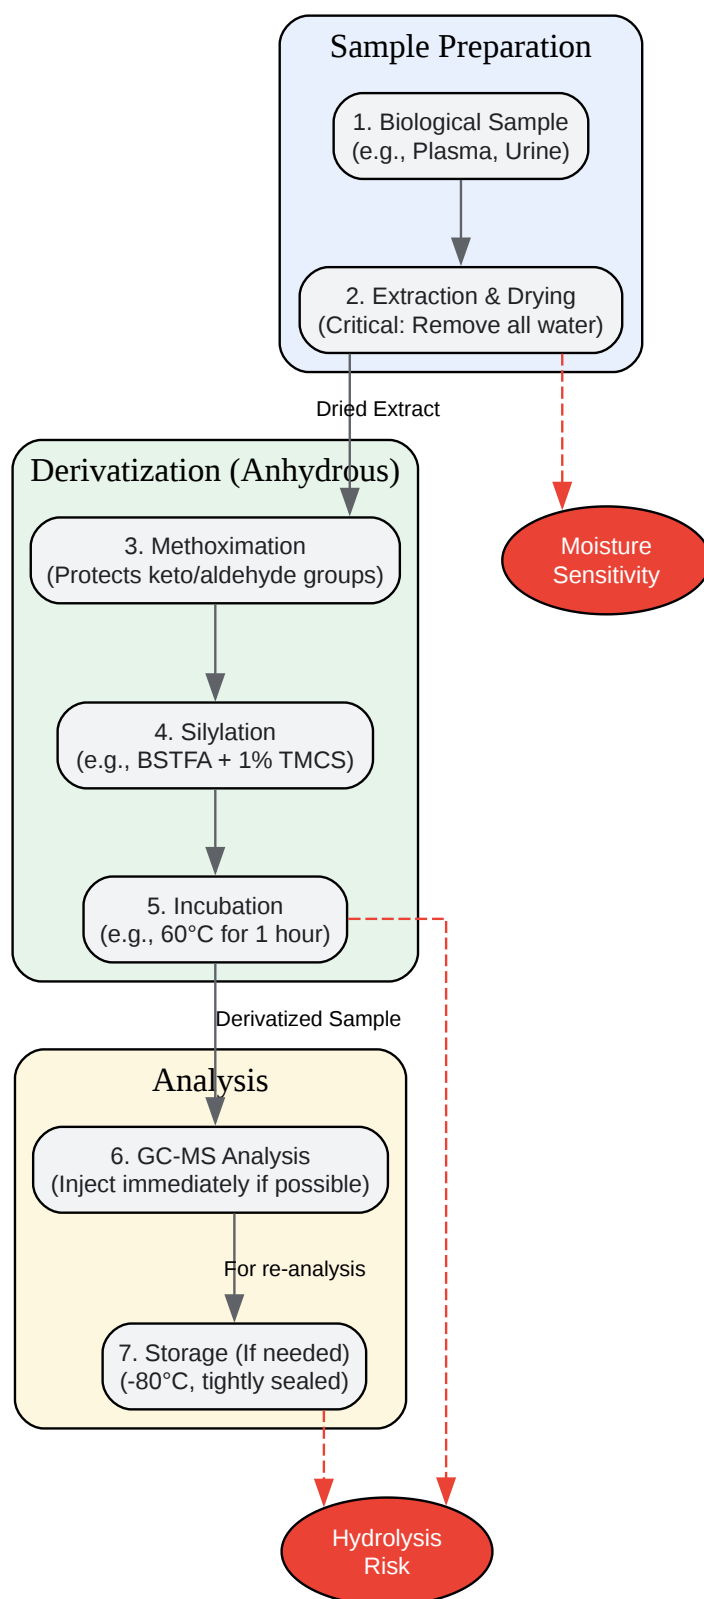 Sample Preparation
1. Biological Sample
(e.g., Plasma, Urine)
2. Extraction & Drying
(Critical: Remove all water)
Dried Extract
Derivatization (Anhydrous)
Moisture
Sensitivity
3. Methoximation
(Protects keto/aldehyde groups)
4. Silylation
(e.g., BSTFA + 1% TMCS)
5. Incubation
(e.g., 60°C for 1 hour)
Derivatized Sample
Analysis
6. GC-MS Analysis
(Inject immediately if possible)
For re-analysis
7. Storage (If needed)
(-80°C, tightly sealed)
Hydrolysis
Risk